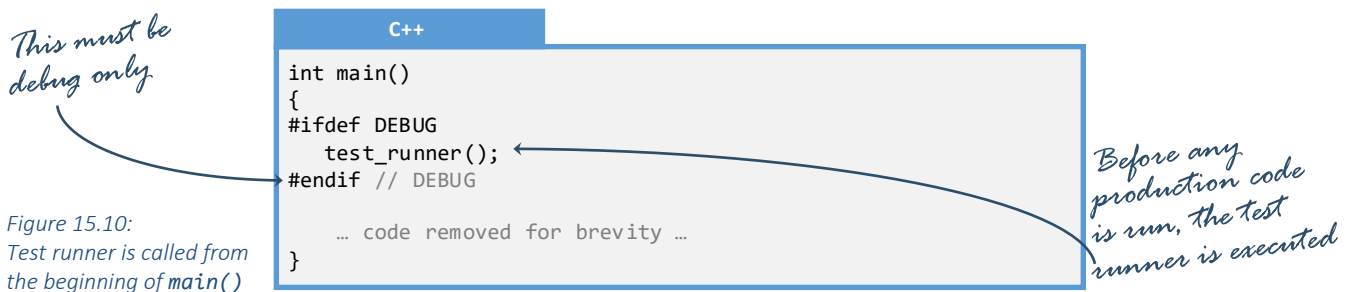 This must be
debug only
C++
int main()
{
#ifdef DEBUG
test_runner();
#endif // DEBUG
… code removed for brevity …
}
Before any
production code
is run, the test
runner is executed
Figure 15.10:
Test runner is called from
the beginning of main()